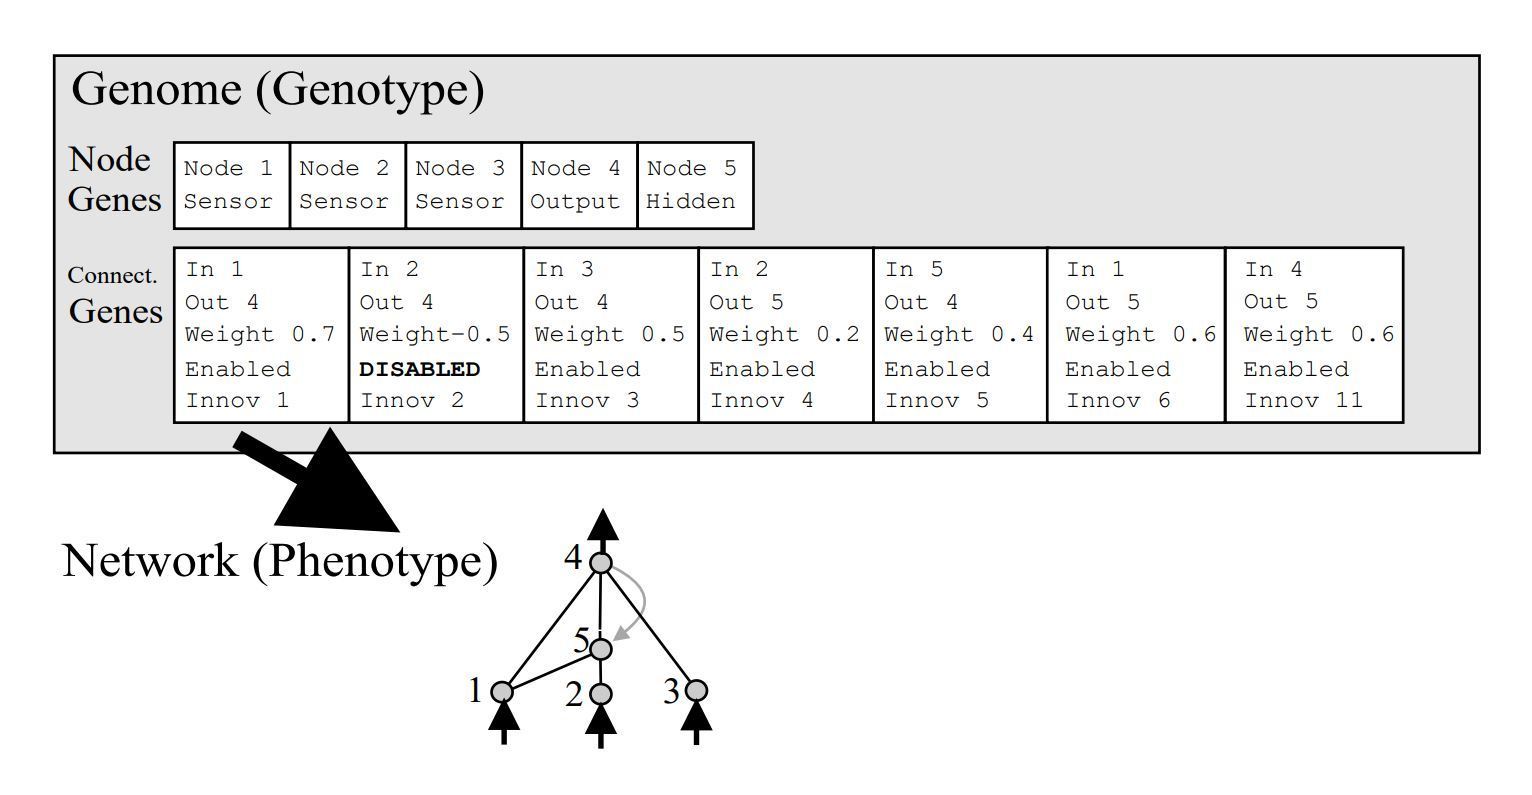 Genome (Genotype)
Node Genes
Node 1 Node 2 Node 3 Node 4 Node 5
Sensor Sensor Sensor Output Hidden
Connect. Genes
In 1 In 2 In 3 In 2 In 5 In 1 In 4
Out 4 Out 4 Out 4 Out 5 Out 4 Out 5 Out 5
Weight 0.7 Weight-0.5 Weight 0.5 Weight 0.2 Weight 0.4 Weight 0.6 Weight 0.6
Enabled DISABLED Enabled Enabled Enabled Enabled Enabled
Innov 1 Innov 2 Innov 3 Innov 4 Innov 5 Innov 6 Innov 11
Network (Phenotype)
4
5
1 2 3